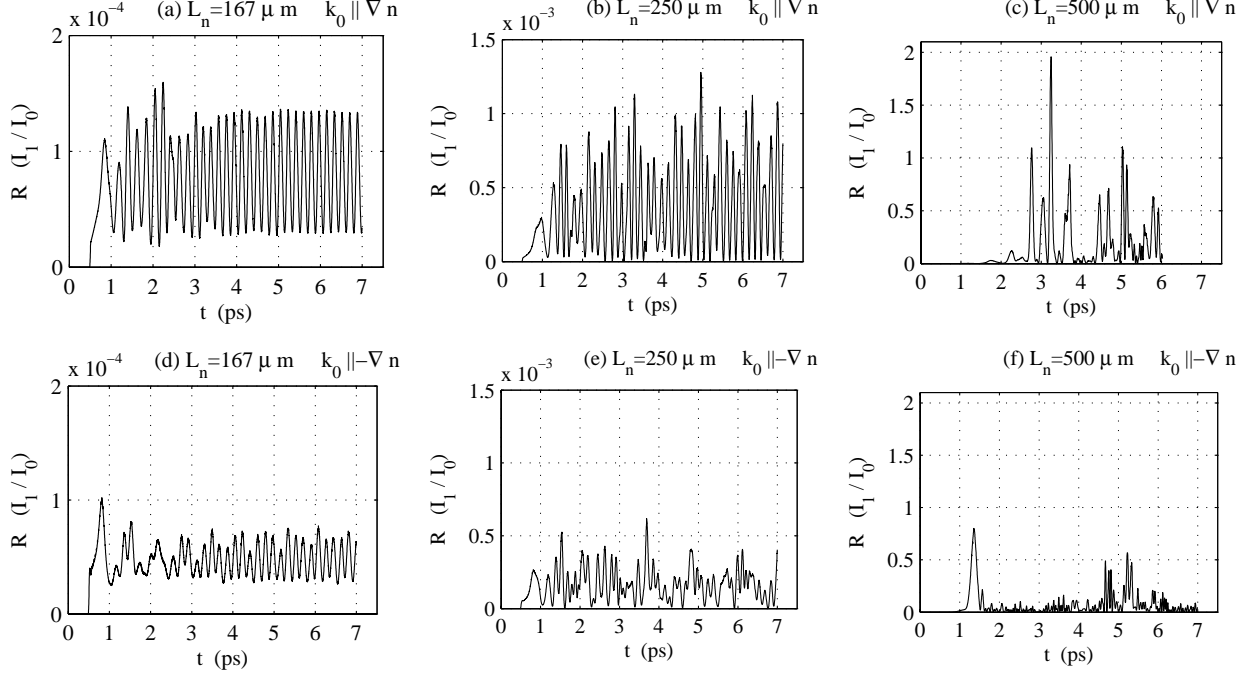 x 10⁻⁴ (a) L_n=167 μ m k_0 || ∇ n
2
1
0
R (I_1 / I_0)
0 1 2 3 4 5 6 7
t (ps)
x 10⁻³ (b) L_n=250 μ m k_0 || ∇ n
1.5
1
0.5
0
R (I_1 / I_0)
0 1 2 3 4 5 6 7
t (ps)
(c) L_n=500 μ m k_0 || ∇ n
2
1.5
1
0.5
0
R (I_1 / I_0)
0 1 2 3 4 5 6 7
t (ps)
x 10⁻⁴ (d) L_n=167 μ m k_0 ||−∇ n
2
1
0
R (I_1 / I_0)
0 1 2 3 4 5 6 7
t (ps)
x 10⁻³ (e) L_n=250 μ m k_0 ||−∇ n
1.5
1
0.5
0
R (I_1 / I_0)
0 1 2 3 4 5 6 7
t (ps)
(f) L_n=500 μ m k_0 ||−∇ n
2
1.5
1
0.5
0
R (I_1 / I_0)
0 1 2 3 4 5 6 7
t (ps)